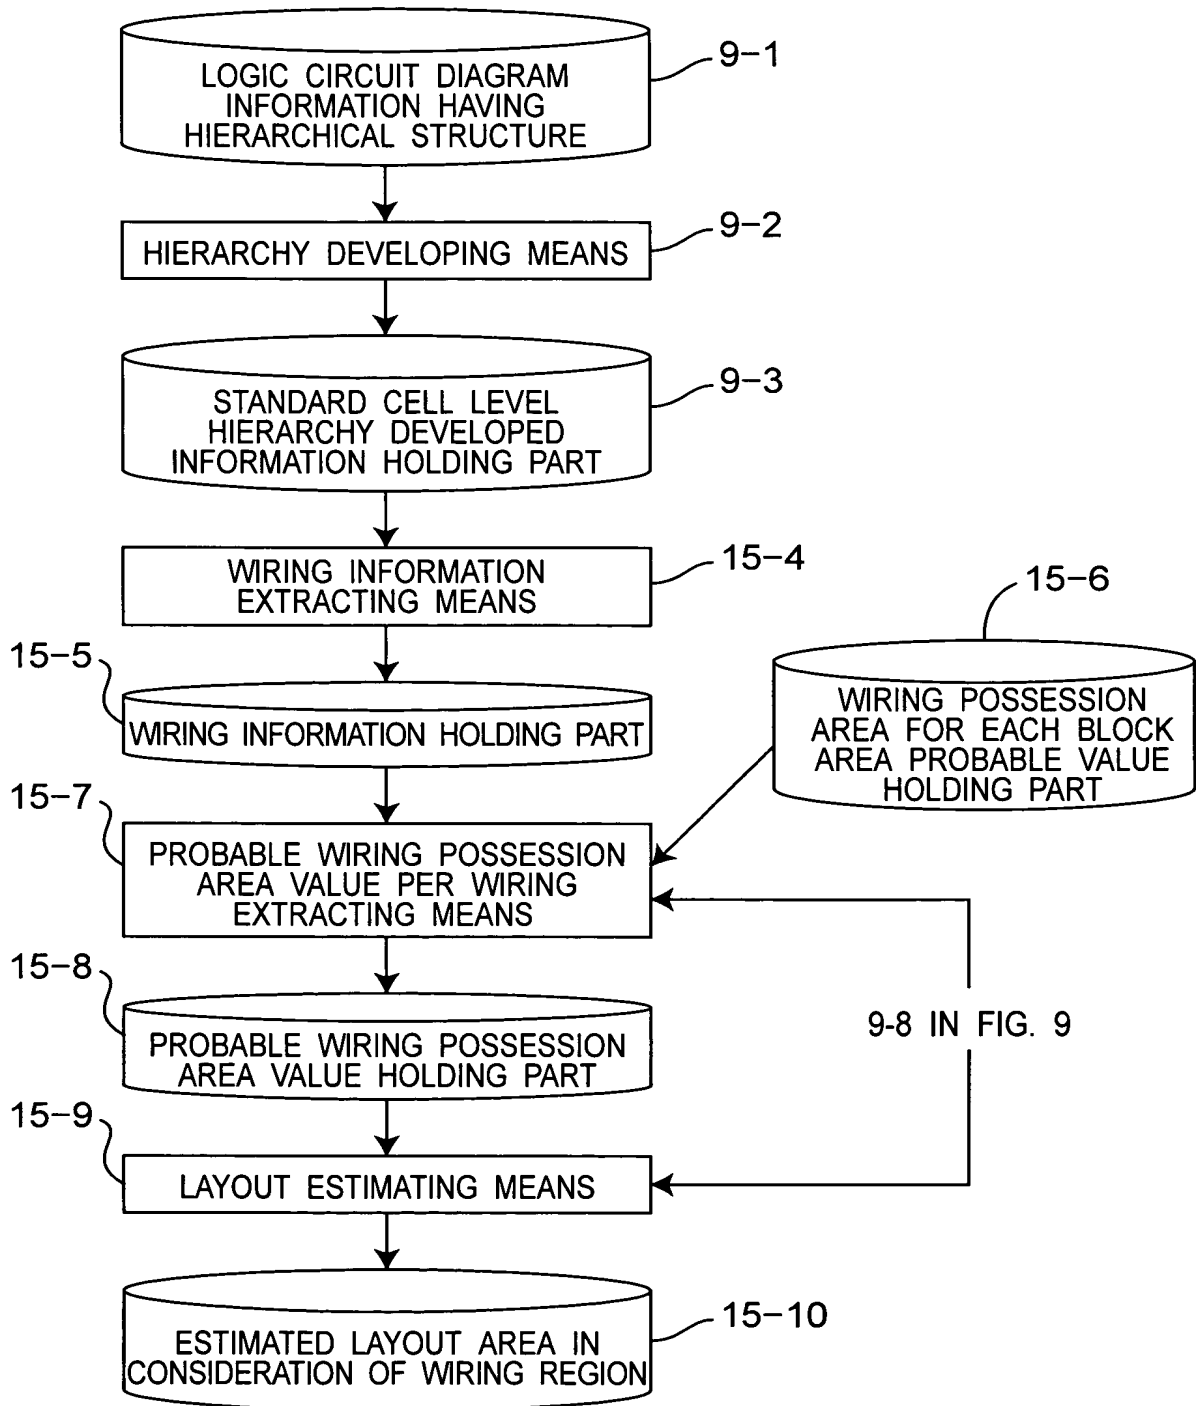 LOGIC CIRCUIT DIAGRAM
INFORMATION HAVING
HIERARCHICAL STRUCTURE
9-1
HIERARCHY DEVELOPING MEANS
9-2
STANDARD CELL LEVEL
HIERARCHY DEVELOPED
INFORMATION HOLDING PART
9-3
WIRING INFORMATION
EXTRACTING MEANS
15-4
15-5
WIRING INFORMATION HOLDING PART
15-6
WIRING POSSESSION
AREA FOR EACH BLOCK
AREA PROBABLE VALUE
HOLDING PART
15-7
PROBABLE WIRING POSSESSION
AREA VALUE PER WIRING
EXTRACTING MEANS
15-8
PROBABLE WIRING POSSESSION
AREA VALUE HOLDING PART
9-8 IN FIG. 9
15-9
LAYOUT ESTIMATING MEANS
ESTIMATED LAYOUT AREA IN
CONSIDERATION OF WIRING REGION
15-10